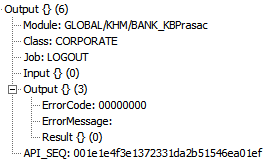 Output {} (6)
Module: GLOBAL/KHM/BANK_KBPrasac
Class: CORPORATE
Job: LOGOUT
Input {} (0)
Output {} (3)
ErrorCode: 00000000
ErrorMessage:
Result {} (0)
API_SEQ: 001e1e4f3e1372331da2b51546ea01ef